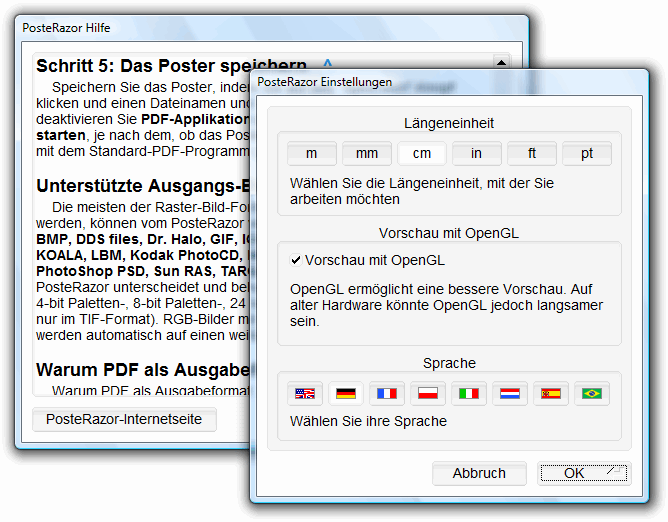 PosteRazor Hilfe
Schritt 5: Das Poster speichern ^
Speichern Sie das Poster, inde
klicken und einen Dateinamen und
deaktivieren Sie PDF-Applikation
starten, je nach dem, ob das Pos
mit dem Standard-PDF-Programm
Unterstützte Ausgangs-B
Die meisten der Raster-Bild-For
werden, können vom PosteRazor
BMP, DDS files, Dr. Halo, GIF,
KOALA, LBM, Kodak PhotoCD,
PhotoShop PSD, Sun RAS, TARG
PosteRazor unterscheidet und be
4-bit Paletten-, 8-bit Paletten-, 24
nur im TIF-Format). RGB-Bilder m
werden automatisch auf einen wei
Warum PDF als Ausgabef
Warum PDF als Ausgabeformat
PosteRazor-Internetseite
PosteRazor Einstellungen
Längeneinheit
m mm cm in ft pt
Wählen Sie die Längeneinheit, mit der Sie
arbeiten möchten
Vorschau mit OpenGL
Vorschau mit OpenGL
OpenGL ermöglicht eine bessere Vorschau. Auf
alter Hardware könnte OpenGL jedoch langsamer
sein.
Sprache
Wählen Sie ihre Sprache
Abbruch OK